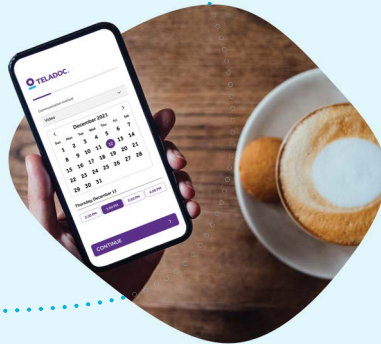 TELADOC.
Communication method
Video
December 2021
Sun Mon Tue Wed Thu Fri Sat
1 2 3 4 5 6 7
8 9 10 11 12 13 14
15 16 17 18 19 20 21
22 23 24 25 26 27 28
29 30 31
Thursday, December 12
CONTINUE